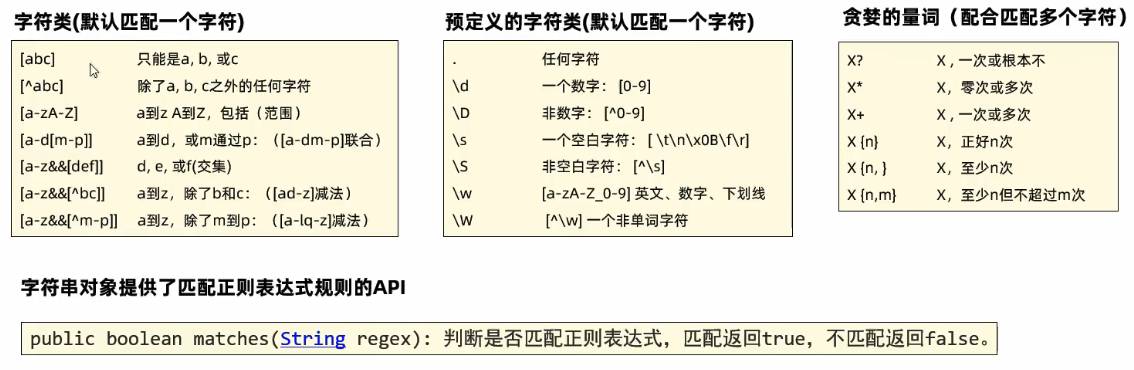 字符类(默认匹配一个字符)
[abc] 只能是a, b, 或c
[^abc] 除了a, b, c之外的任何字符
[a-zA-Z] a到z A到Z，包括（范围）
[a-d[m-p]] a到d，或m通过p：（[a-dm-p]联合）
[a-z&&[def]] d, e, 或f(交集)
[a-z&&[^bc]] a到z，除了b和c：（[ad-z]减法）
[a-z&&[^m-p]] a到z，除了m到p：（[a-lq-z]减法）
预定义的字符类(默认匹配一个字符)
. 任何字符
\d 一个数字： [0-9]
\D 非数字： [^0-9]
\s 一个空白字符： [ \t\n\x0B\f\r]
\S 非空白字符： [^\s]
\w [a-zA-Z_0-9] 英文、数字、下划线
\W [^\w] 一个非单词字符
贪婪的量词（配合匹配多个字符）
X? X , 一次或根本不
X* X，零次或多次
X+ X , 一次或多次
X {n} X，正好n次
X {n, } X，至少n次
X {n,m} X，至少n但不超过m次
字符串对象提供了匹配正则表达式规则的API
public boolean matches(String regex): 判断是否匹配正则表达式，匹配返回true，不匹配返回false。